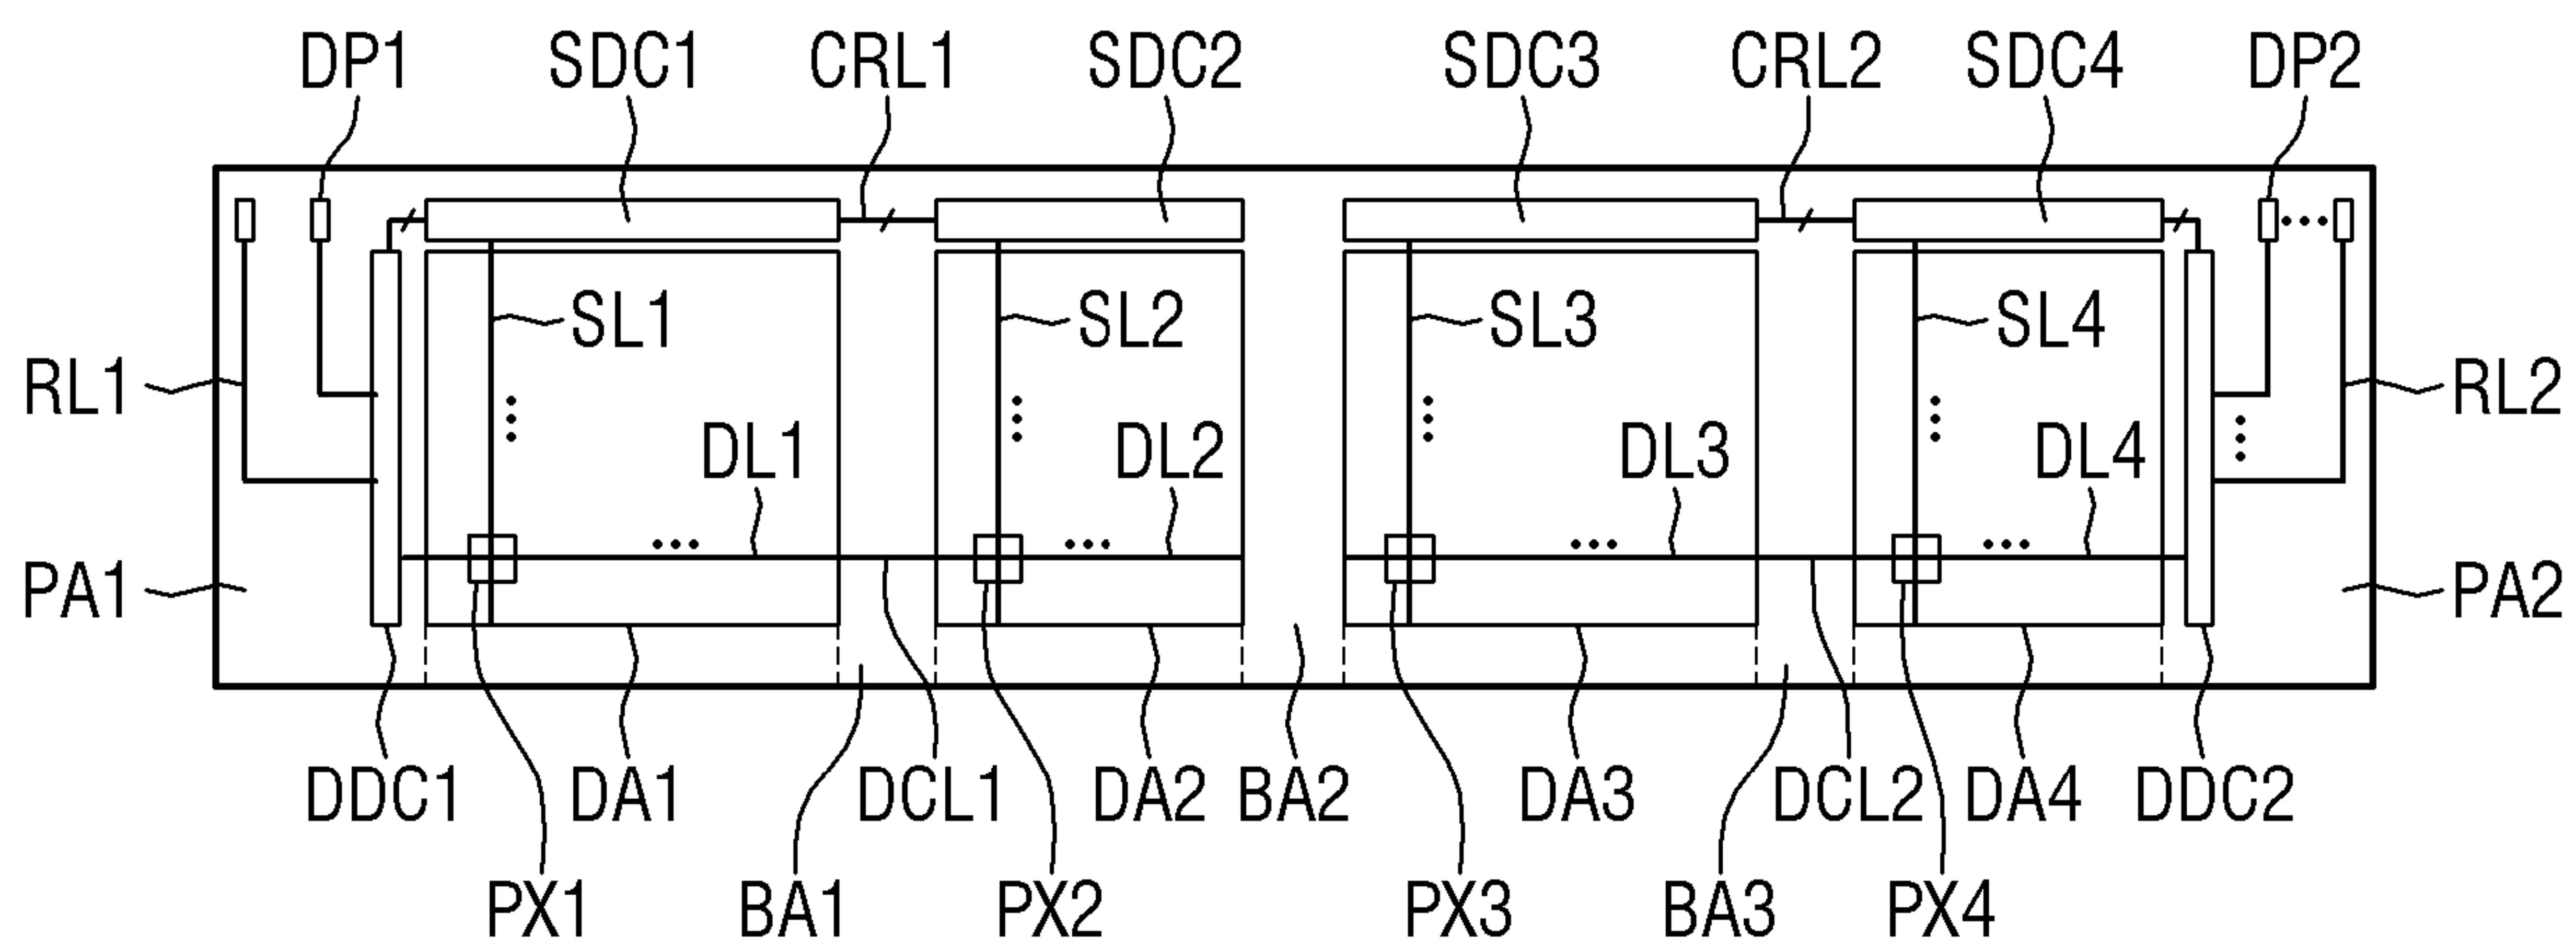 DP1 SDC1 CRL1 SDC2 SDC3 CRL2 SDC4 DP2
SL1 SL2 SL3 SL4
RL1 RL2
DL1 DL2 DL3 DL4
PA1 PA2
DDC1 DA1 DCL1 DA2 BA2 DA3 DCL2 DA4 DDC2
PX1 BA1 PX2 PX3 BA3 PX4